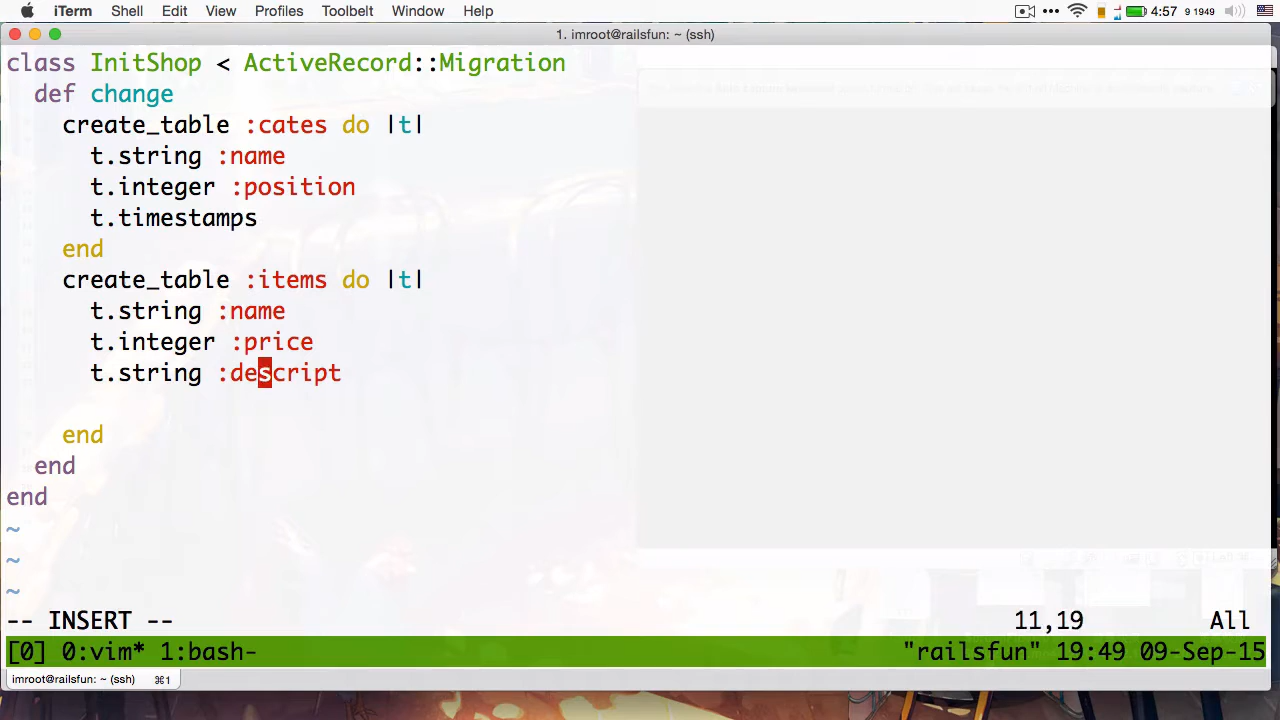 iTerm Shell Edit View Profiles Toolbelt Window Help 4:57 9 1949
1. imroot@railsfun: ~ (ssh)
class InitShop < ActiveRecord::Migration
  def change
    create_table :cates do |t|
      t.string :name
      t.integer :position
      t.timestamps
    end
    create_table :items do |t|
      t.string :name
      t.integer :price
      t.string :descript
    end
  end
end
~
~
~
-- INSERT -- 11,19 All
[0] 0:vim* 1:bash- "railsfun" 19:49 09-Sep-15
imroot@railsfun: ~ (ssh) ⌘1